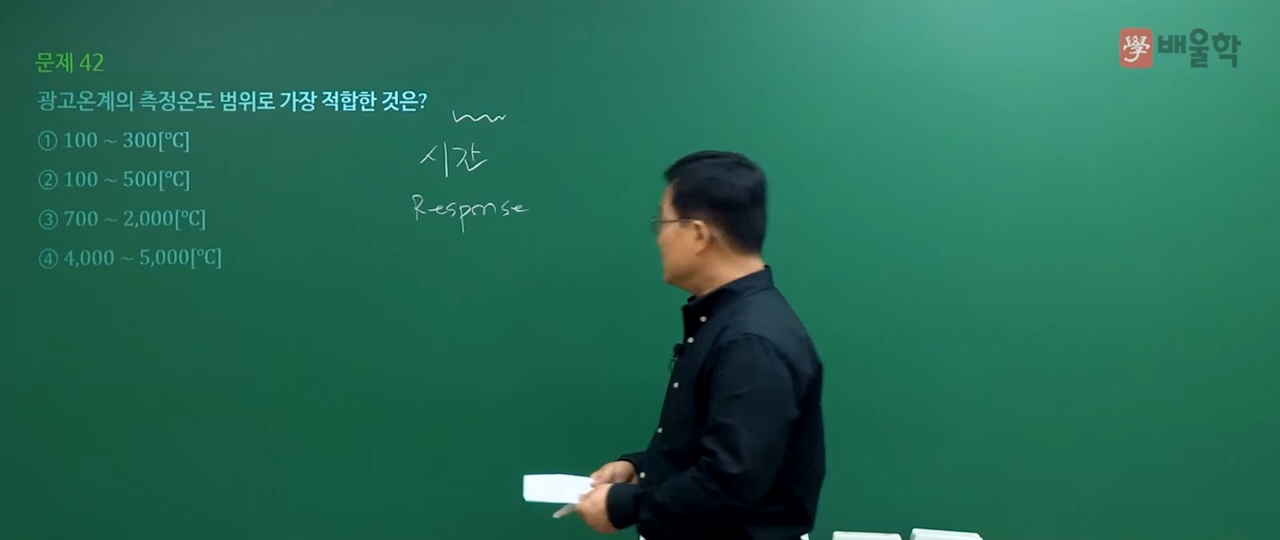 學 배울학
문제 42
광고온계의 측정온도 범위로 가장 적합한 것은?
① 100 ~ 300[℃]
② 100 ~ 500[℃]
③ 700 ~ 2,000[℃]
④ 4,000 ~ 5,000[℃]
시간
Response